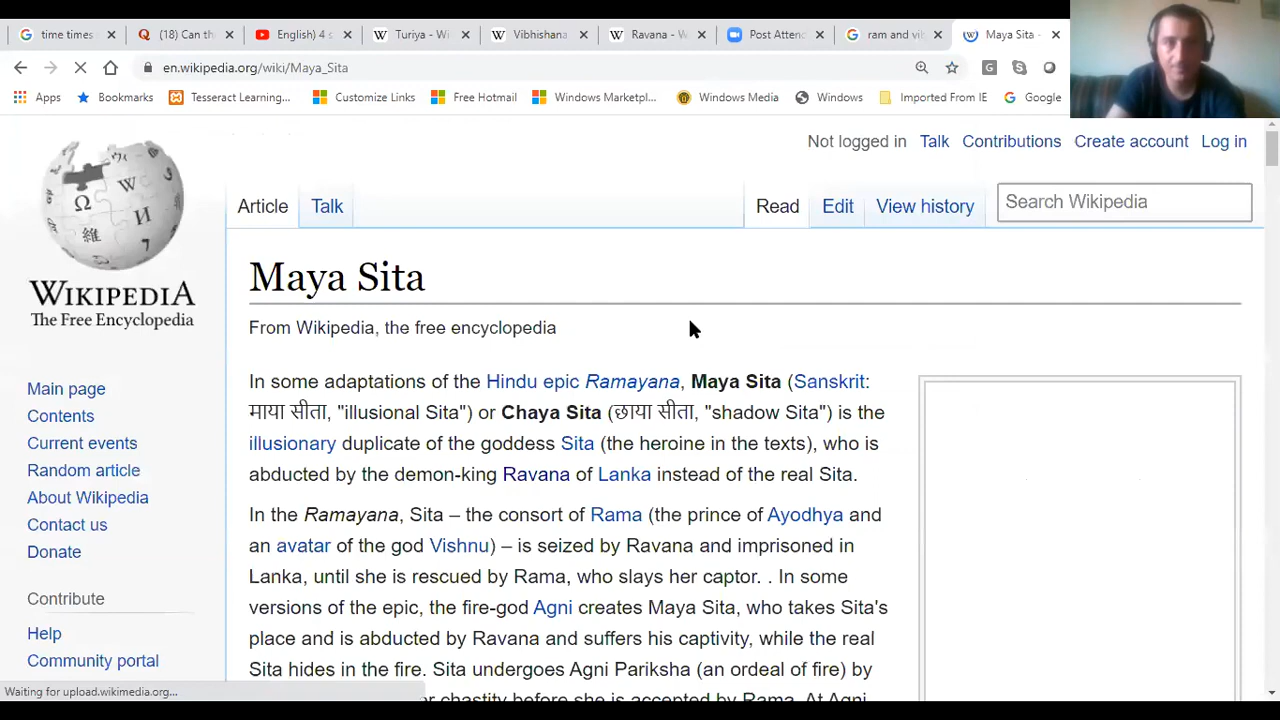 time times
(18) Can th
English) 4 s
Turiya - Wi
Vibhishana
Ravana - W
Post Attend
ram and vil
Maya Sita -
en.wikipedia.org/wiki/Maya_Sita
Apps
Bookmarks
Tesseract Learning...
Customize Links
Free Hotmail
Windows Marketpl...
Windows Media
Windows
Imported From IE
Google
Not logged in
Talk
Contributions
Create account
Log in
Article
Talk
Read
Edit
View history
Search Wikipedia
WIKIPEDIA
The Free Encyclopedia
Main page
Contents
Current events
Random article
About Wikipedia
Contact us
Donate
Contribute
Help
Community portal
Maya Sita
From Wikipedia, the free encyclopedia
In some adaptations of the Hindu epic Ramayana, Maya Sita (Sanskrit:
माया सीता, "illusional Sita") or Chaya Sita (छाया सीता, "shadow Sita") is the
illusionary duplicate of the goddess Sita (the heroine in the texts), who is
abducted by the demon-king Ravana of Lanka instead of the real Sita.
In the Ramayana, Sita – the consort of Rama (the prince of Ayodhya and
an avatar of the god Vishnu) – is seized by Ravana and imprisoned in
Lanka, until she is rescued by Rama, who slays her captor. . In some
versions of the epic, the fire-god Agni creates Maya Sita, who takes Sita's
place and is abducted by Ravana and suffers his captivity, while the real
Sita hides in the fire. Sita undergoes Agni Pariksha (an ordeal of fire) by
chastity before she is accepted by Rama. At Agni
Waiting for upload.wikimedia.org...